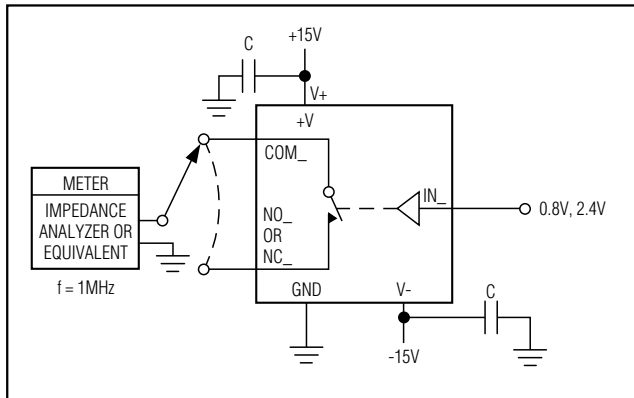 +15V
C
V+
+V
COM_
IN_
0.8V, 2.4V
METER
IMPEDANCE
ANALYZER OR
EQUIVALENT
f = 1MHz
NO_
OR
NC_
GND
V-
C
-15V